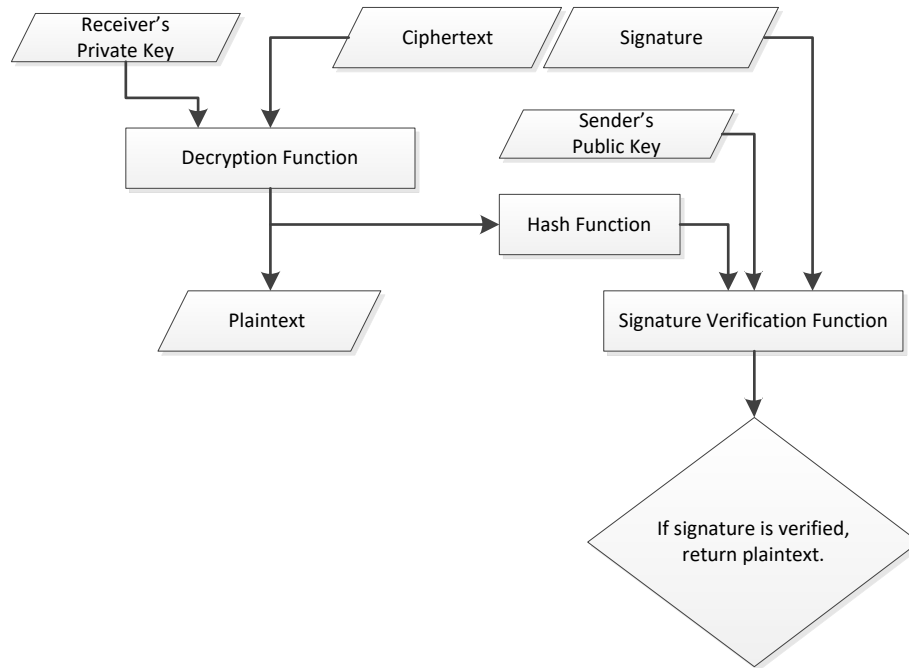 Receiver's
Private Key
Ciphertext
Signature
Sender's
Public Key
Decryption Function
Hash Function
Plaintext
Signature Verification Function
If signature is verified,
return plaintext.